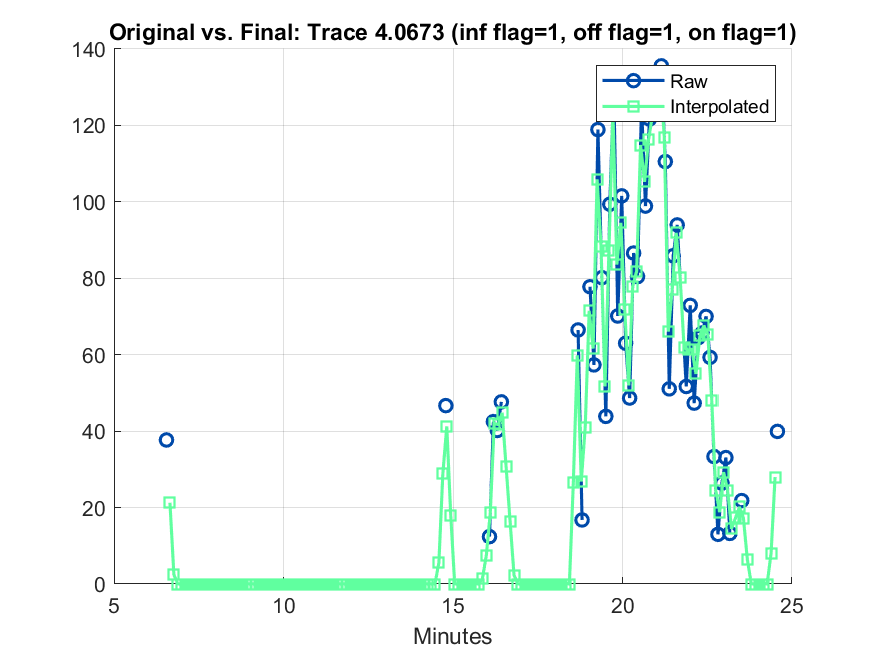 Original vs. Final: Trace 4.0673 (inf flag=1, off flag=1, on flag=1)
140
120
100
80
60
40
20
0
Raw
Interpolated
5 10 15 20 25
Minutes